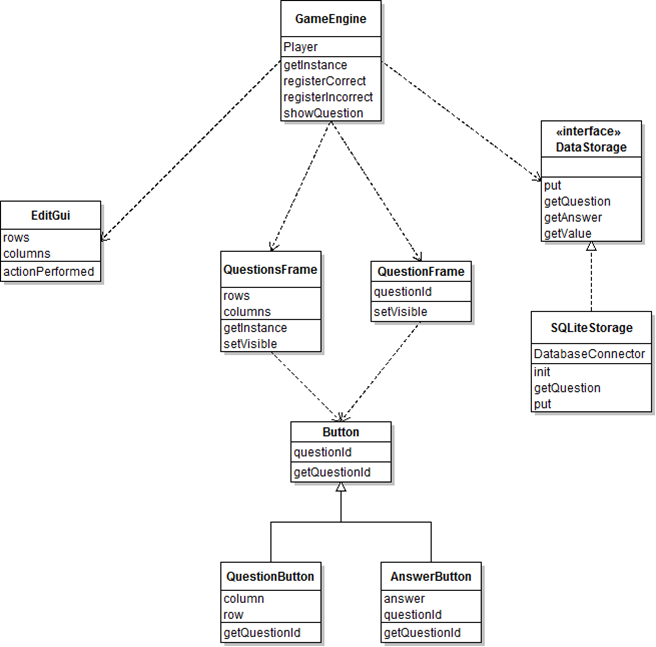 GameEngine
Player
getInstance
registerCorrect
registerIncorrect
showQuestion
«interface»
DataStorage
put
getQuestion
getAnswer
getValue
EditGui
rows
columns
actionPerformed
QuestionsFrame
rows
columns
getInstance
setVisible
QuestionFrame
questionId
setVisible
SQLiteStorage
DatabaseConnector
init
getQuestion
put
Button
questionId
getQuestionId
QuestionButton
column
row
getQuestionId
AnswerButton
answer
questionId
getQuestionId